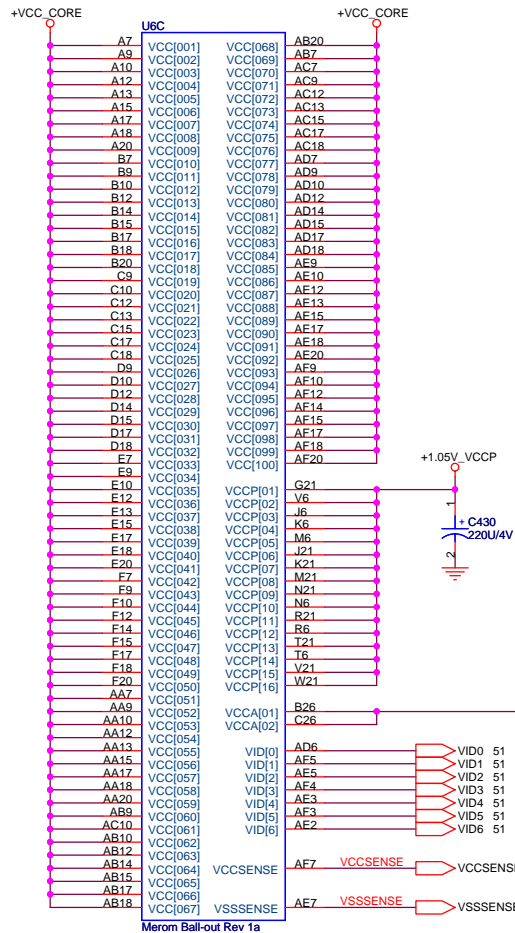 +VCC_CORE U6C +VCC_CORE
A7 VCC[001] VCC[068] AB20
A9 VCC[002] VCC[069] AB7
A10 VCC[003] VCC[070] AC7
A12 VCC[004] VCC[071] AC9
A13 VCC[005] VCC[072] AC12
A15 VCC[006] VCC[073] AC13
A17 VCC[007] VCC[074] AC15
A18 VCC[008] VCC[075] AC17
A20 VCC[009] VCC[076] AC18
B7 VCC[010] VCC[077] AD7
B9 VCC[011] VCC[078] AD9
B10 VCC[012] VCC[079] AD10
B12 VCC[013] VCC[080] AD12
B14 VCC[014] VCC[081] AD14
B15 VCC[015] VCC[082] AD15
B17 VCC[016] VCC[083] AD17
B18 VCC[017] VCC[084] AD18
B20 VCC[018] VCC[085] AE9
C9 VCC[019] VCC[086] AE10
C10 VCC[020] VCC[087] AE12
C12 VCC[021] VCC[088] AE13
C13 VCC[022] VCC[089] AE15
C15 VCC[023] VCC[090] AE17
C17 VCC[024] VCC[091] AE18
C18 VCC[025] VCC[092] AE20
D9 VCC[026] VCC[093] AF9
D10 VCC[027] VCC[094] AF10
D12 VCC[028] VCC[095] AF12
D14 VCC[029] VCC[096] AF14
D15 VCC[030] VCC[097] AF15
D17 VCC[031] VCC[098] AF17
D18 VCC[032] VCC[099] AF18
E7 VCC[033] VCC[100] AF20
+1.05V_VCCP
E9 VCC[034]
E10 VCC[035] VCCP[01] G21
E12 VCC[036] VCCP[02] V6 1
E13 VCC[037] VCCP[03] J6
E15 VCC[038] VCCP[04] K6 + C430
E17 VCC[039] VCCP[05] M6 220U/4V
E18 VCC[040] VCCP[06] J21 2
E20 VCC[041] VCCP[07] K21
F7 VCC[042] VCCP[08] M21
F9 VCC[043] VCCP[09] N21
F10 VCC[044] VCCP[10] N6
F12 VCC[045] VCCP[11] R21
F14 VCC[046] VCCP[12] R6
F15 VCC[047] VCCP[13] T21
F17 VCC[048] VCCP[14] T6
F18 VCC[049] VCCP[15] V21
F20 VCC[050] VCCP[16] W21
AA7 VCC[051]
AA9 VCC[052] VCCA[01] B26
AA10 VCC[053] VCCA[02] C26
AA12 VCC[054]
AA13 VCC[055] VID[0] AD6 VID0 51
AA15 VCC[056] VID[1] AF5 VID1 51
AA17 VCC[057] VID[2] AE5 VID2 51
AA18 VCC[058] VID[3] AF4 VID3 51
AA20 VCC[059] VID[4] AE3 VID4 51
AB9 VCC[060] VID[5] AF3 VID5 51
AC10 VCC[061] VID[6] AE2 VID6 51
AB10 VCC[062]
AB12 VCC[063]
AB14 VCC[064] VCCSENSE AF7 VCCSENSE VCCSENSE
AB15 VCC[065]
AB17 VCC[066]
AB18 VCC[067] VSSSENSE AE7 VSSSENSE VSSSENSE
Merom Ball-out Rev 1a